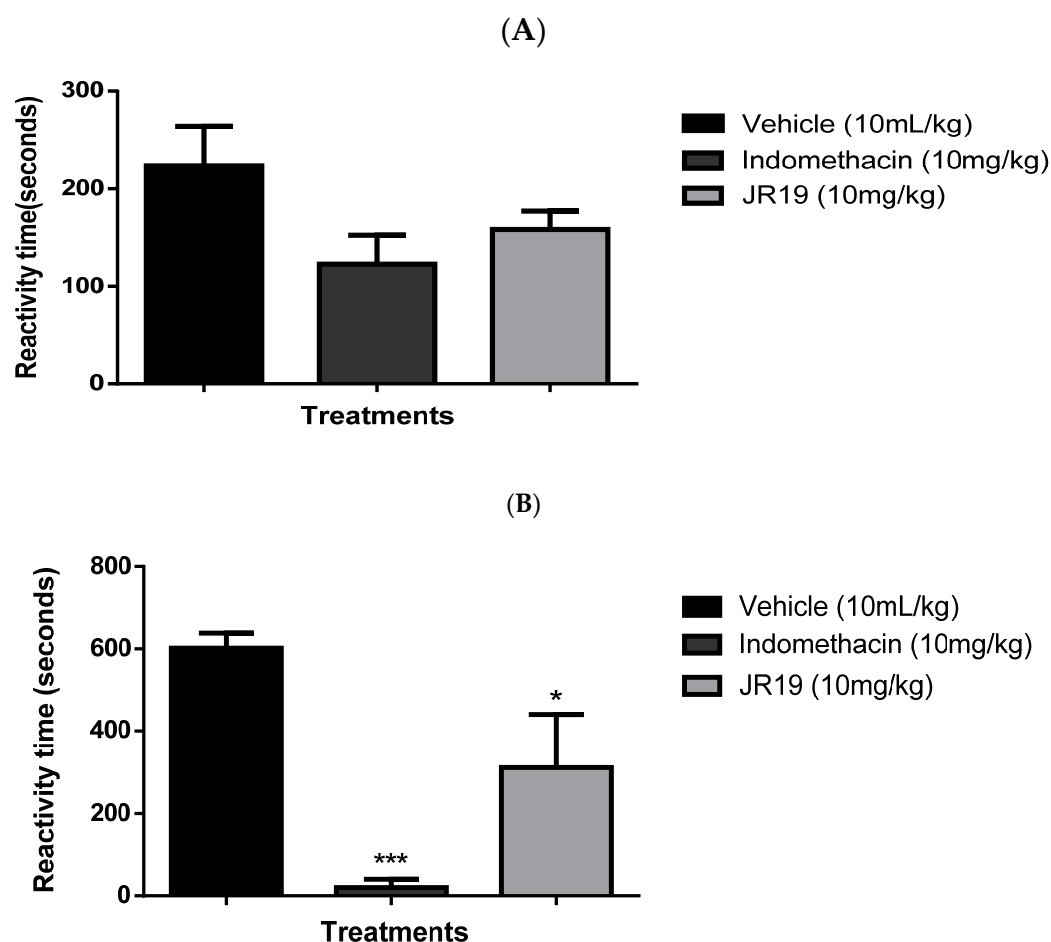 (A)
300
200
100
0
Reactivity time(seconds)
Treatments
Vehicle (10mL/kg)
Indomethacin (10mg/kg)
JR19 (10mg/kg)
(B)
800
600
400
200
0
Reactivity time (seconds)
***
*
Treatments
Vehicle (10mL/kg)
Indomethacin (10mg/kg)
JR19 (10mg/kg)